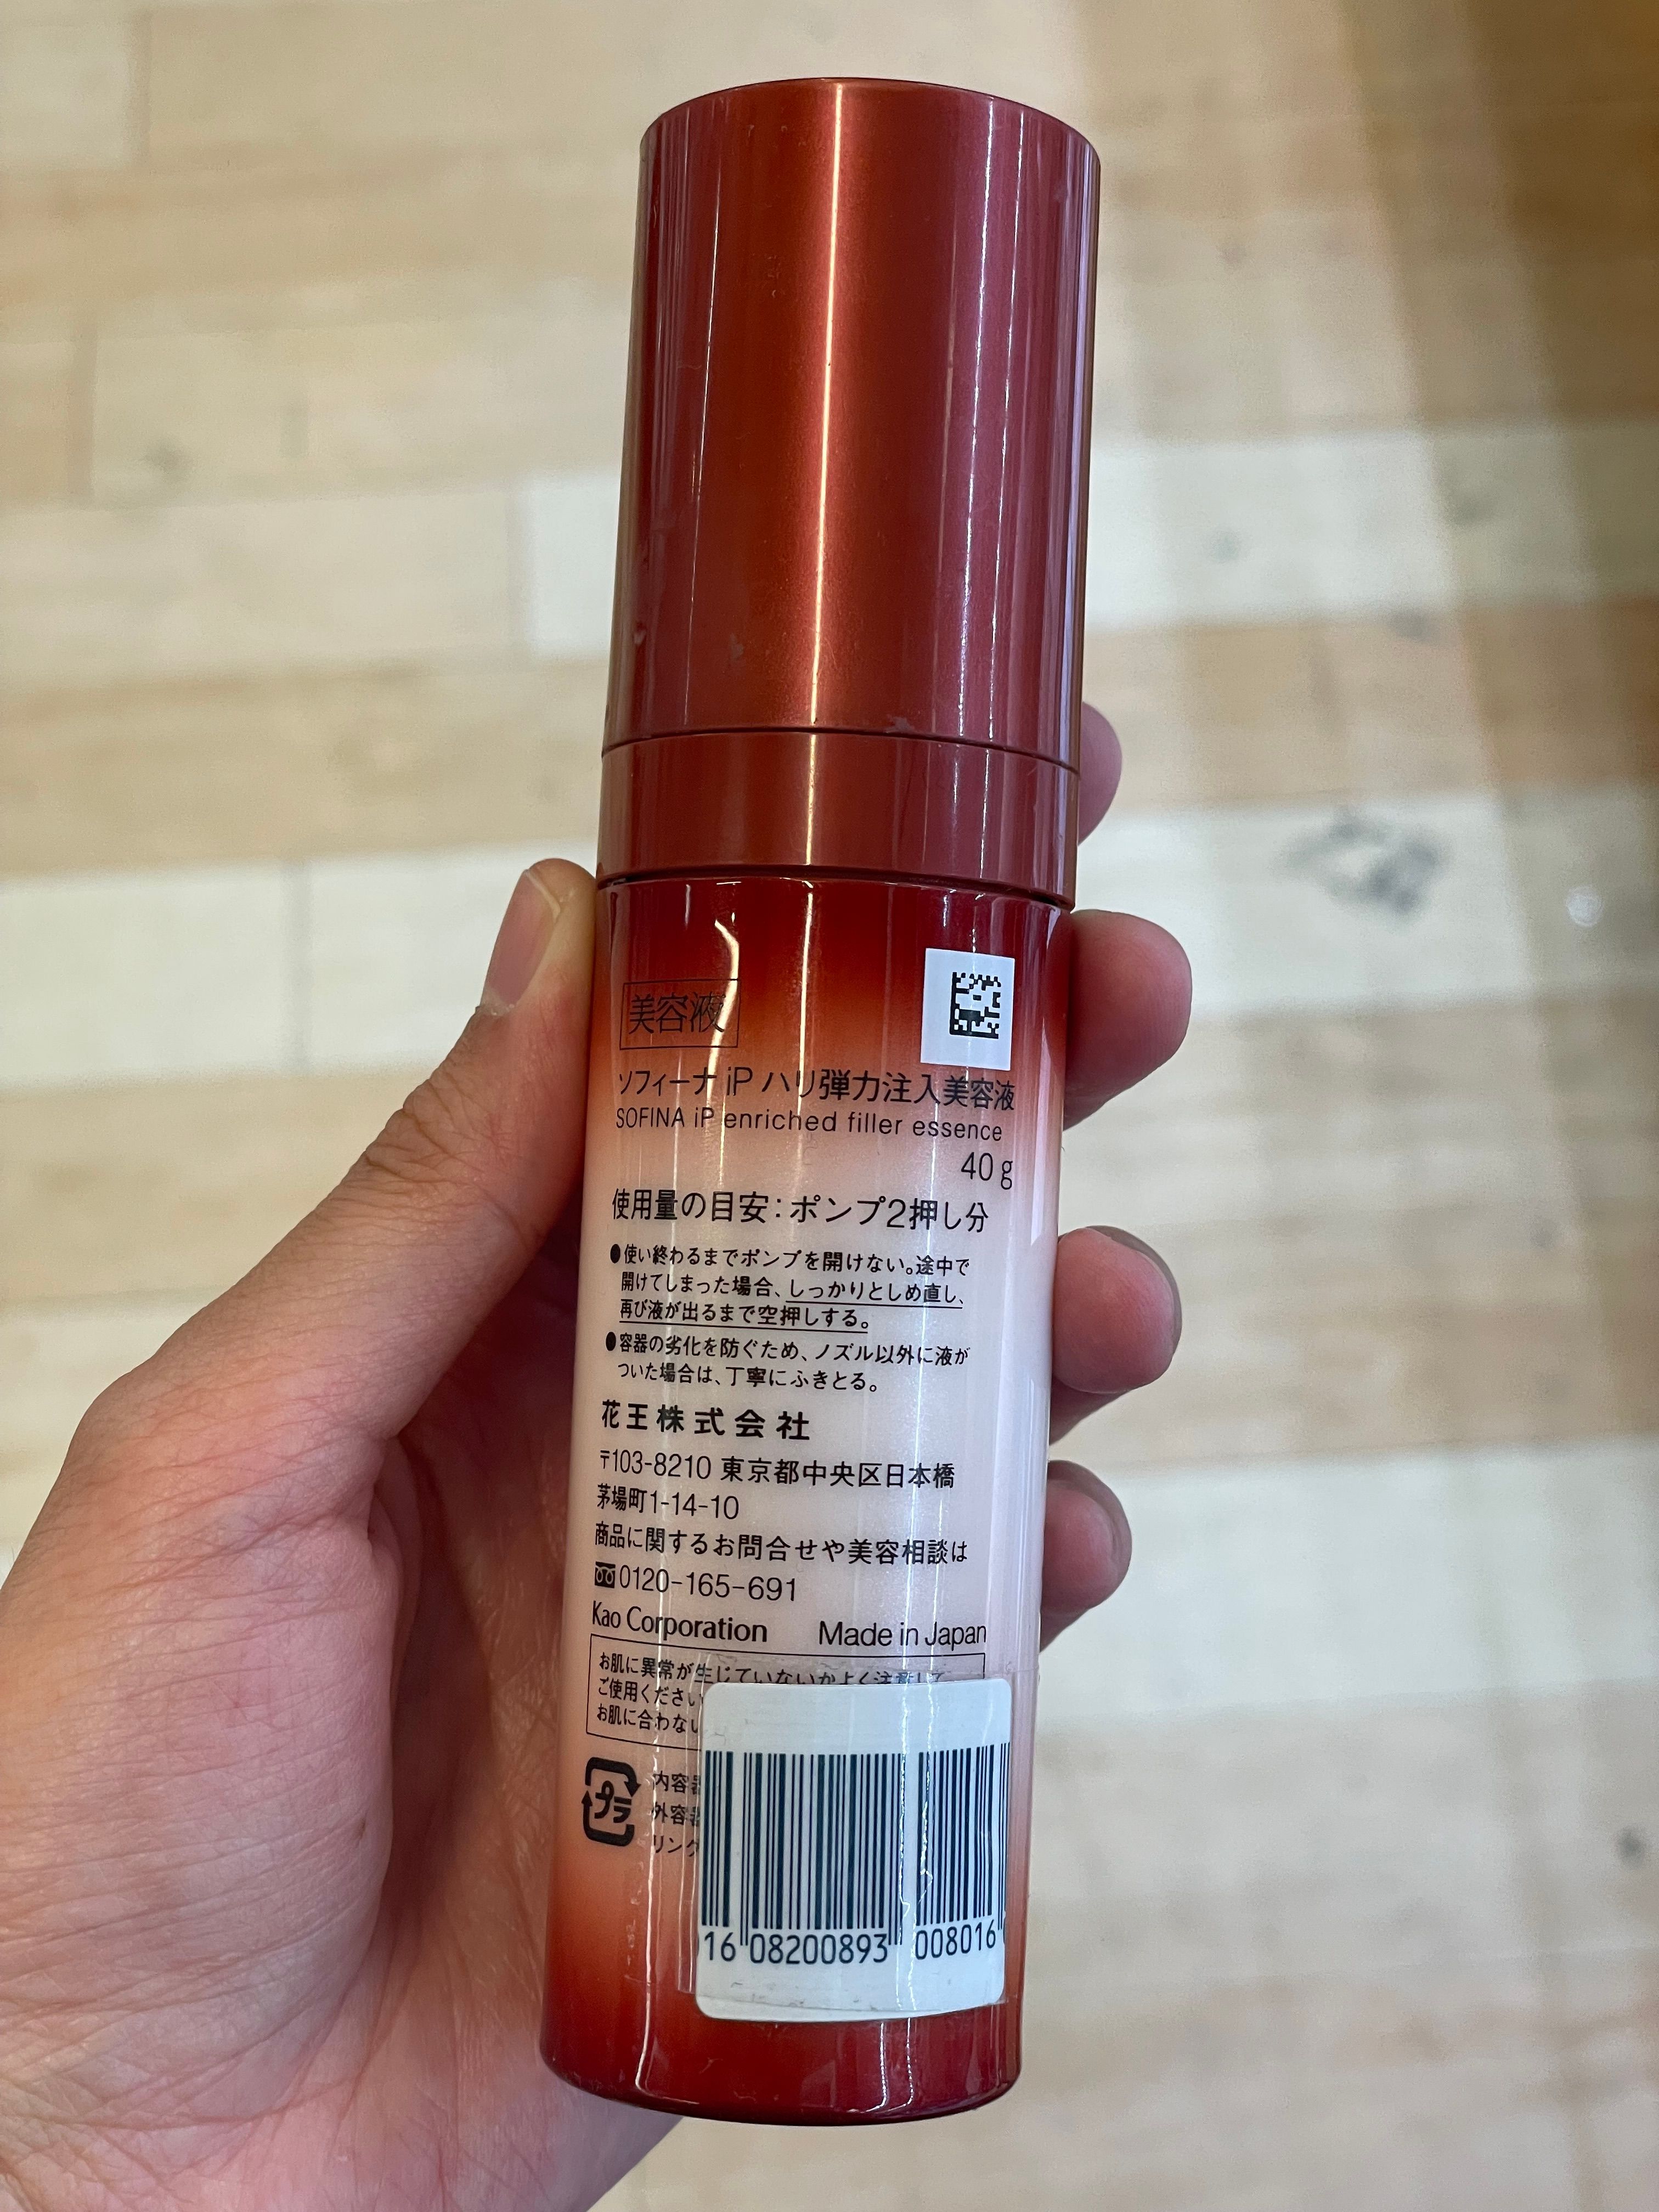 美容液
ソフィーナ iP ハリ弾力注入美容液
SOFINA iP enriched filler essence
40 g
使用量の目安：ポンプ2押し分
●使い終わるまでポンプを開けない。途中で
開けてしまった場合、しっかりとしめ直し、
再び液が出るまで空押しする。
●容器の劣化を防ぐため、ノズル以外に液が
ついた場合は、丁寧にふきとる。
花王株式会社
〒103-8210 東京都中央区日本橋
茅場町1-14-10
商品に関するお問合せや美容相談は
0120-165-691
Kao Corporation Made in Japan
お肌に異常が生じていないかよく注意して
ご使用ください
お肌に合わない
プラ
内容器
外容器
リング
16 08200893 008016